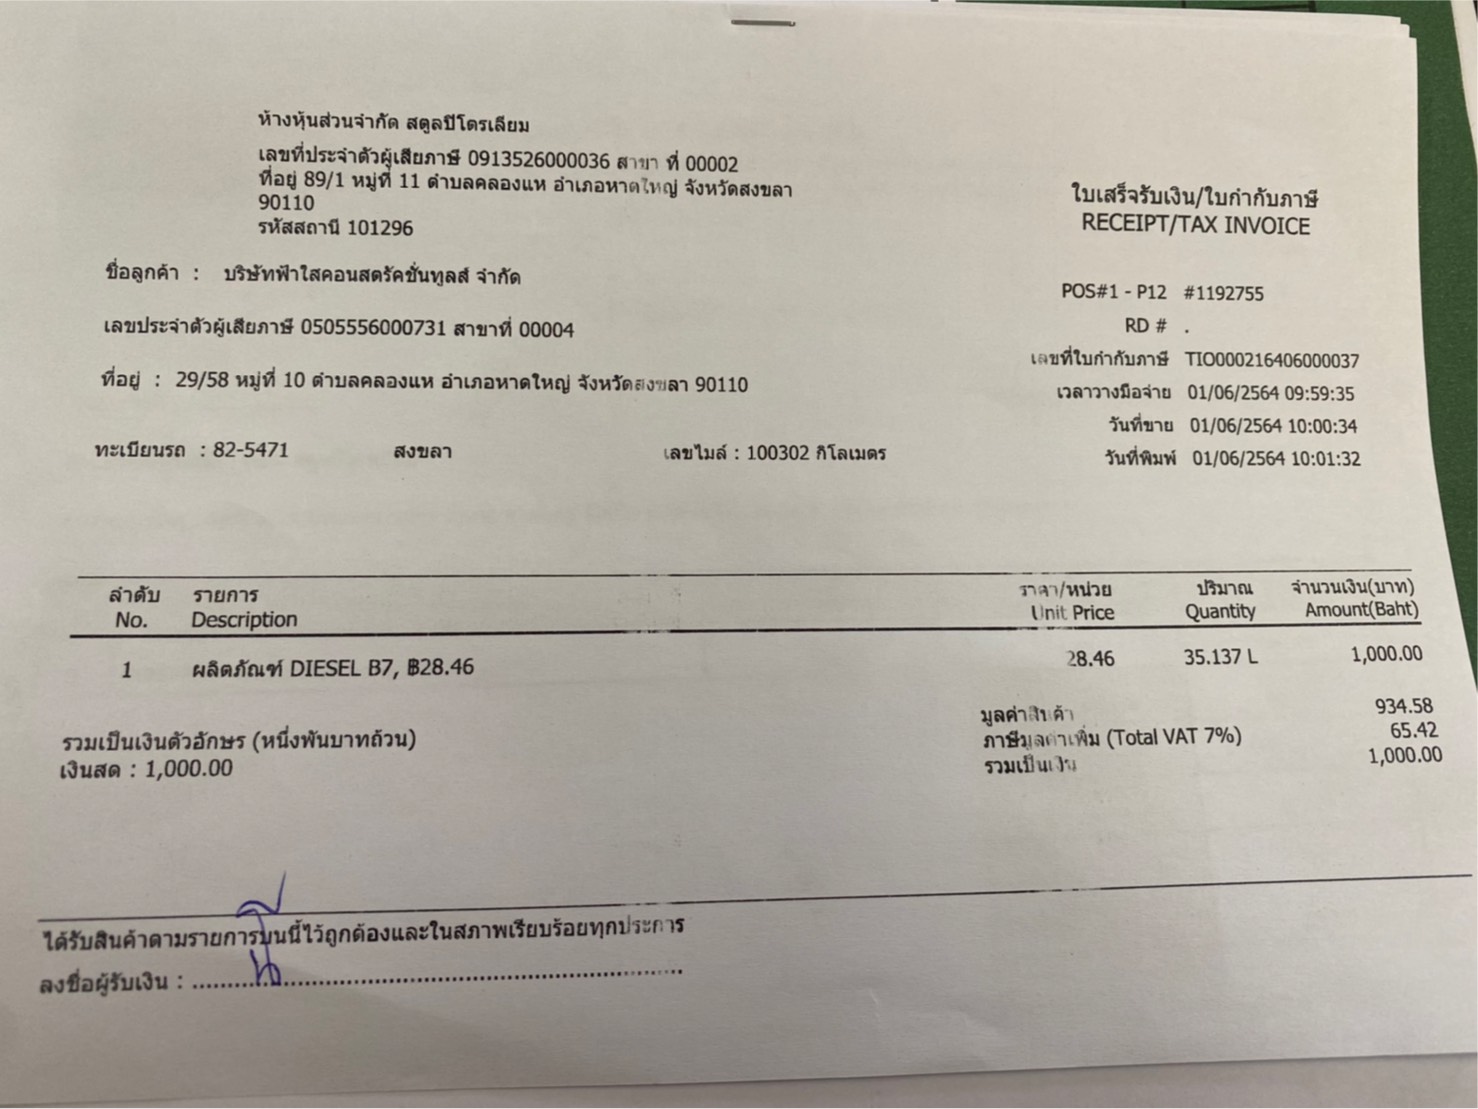 ห้างหุ้นส่วนจำกัด สตูลปิโตรเลียม
เลขที่ประจำตัวผู้เสียภาษี 0913526000036 สาขา ที่ 00002
ที่อยู่ 89/1 หมู่ที่ 11 ตำบลคลองแห อำเภอหาดใหญ่ จังหวัดสงขลา
90110
รหัสสถานี 101296
ใบเสร็จรับเงิน/ใบกำกับภาษี
RECEIPT/TAX INVOICE
ชื่อลูกค้า : บริษัทฟ้าใสคอนสตรัคชั่นทูลส์ จำกัด
เลขประจำตัวผู้เสียภาษี 0505556000731 สาขาที่ 00004
ที่อยู่ : 29/58 หมู่ที่ 10 ตำบลคลองแห อำเภอหาดใหญ่ จังหวัดสงขลา 90110
ทะเบียนรถ : 82-5471 สงขลา เลขไมล์ : 100302 กิโลเมตร
POS#1 - P12 #1192755
RD # .
เลขที่ใบกำกับภาษี TIO000216406000037
เวลาวางมือจ่าย 01/06/2564 09:59:35
วันที่ขาย 01/06/2564 10:00:34
วันที่พิมพ์ 01/06/2564 10:01:32
ลำดับ รายการ ราคา/หน่วย ปริมาณ จำนวนเงิน(บาท)
No. Description Unit Price Quantity Amount(Baht)
1 ผลิตภัณฑ์ DIESEL B7, ฿28.46 28.46 35.137 L 1,000.00
มูลค่าสินค้า 934.58
ภาษีมูลค่าเพิ่ม (Total VAT 7%) 65.42
รวมเป็นเงิน 1,000.00
รวมเป็นเงินตัวอักษร (หนึ่งพันบาทถ้วน)
เงินสด : 1,000.00
ได้รับสินค้าตามรายการบนนี้ไว้ถูกต้องและในสภาพเรียบร้อยทุกประการ
ลงชื่อผู้รับเงิน : ................................................................